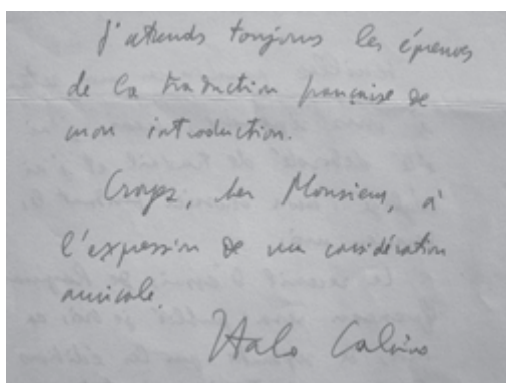 J'attends toujours les épreuves
de la traduction française de
mon introduction.
Croyez, cher Monsieur, à
l'expression de ma considération
amicale.
Italo Calvino